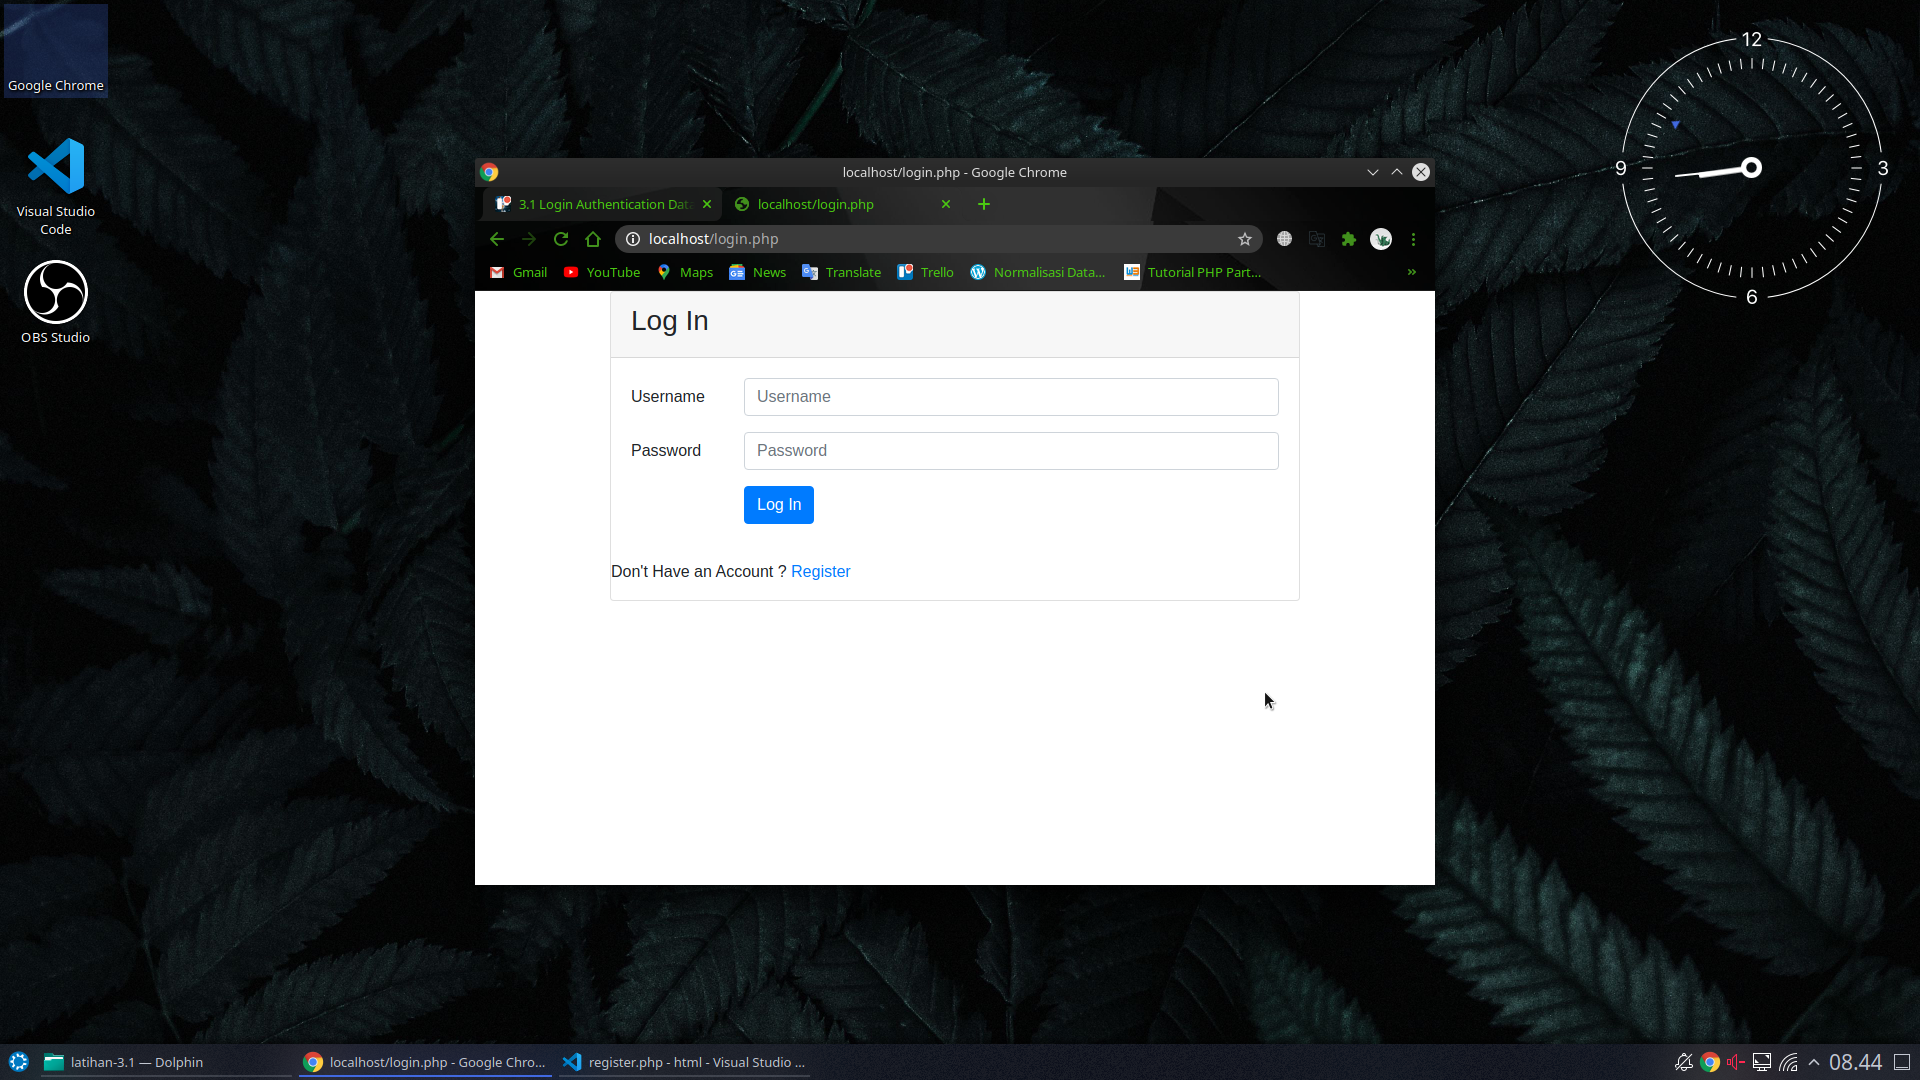 Google Chrome
Visual Studio
Code
OBS Studio
12
3
6
9
localhost/login.php - Google Chrome
3.1 Login Authentication Dat
localhost/login.php
localhost/login.php
Gmail
YouTube
Maps
News
Translate
Trello
Normalisasi Data...
Tutorial PHP Part...
»
Log In
Username
Username
Password
Password
Log In
Don't Have an Account ? Register
latihan-3.1 — Dolphin
localhost/login.php - Google Chro...
register.php - html - Visual Studio ...
08.44